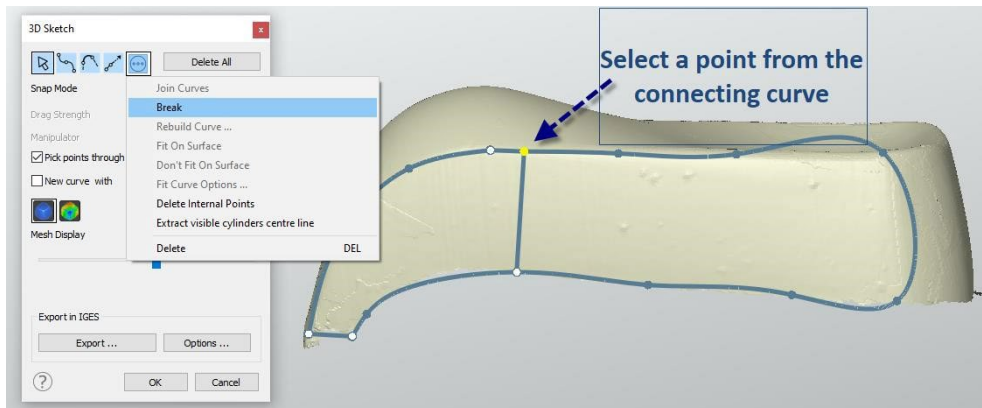 3D Sketch
x
Delete All
Snap Mode
Join Curves
Break
Drag Strength
Rebuild Curve ...
Manipulator
Fit On Surface
Pick points through
Don't Fit On Surface
New curve with
Fit Curve Options ...
Delete Internal Points
Extract visible cylinders centre line
Mesh Display
Delete DEL
Export in IGES
Export ...
Options ...
?
OK
Cancel
Select a point from the
connecting curve